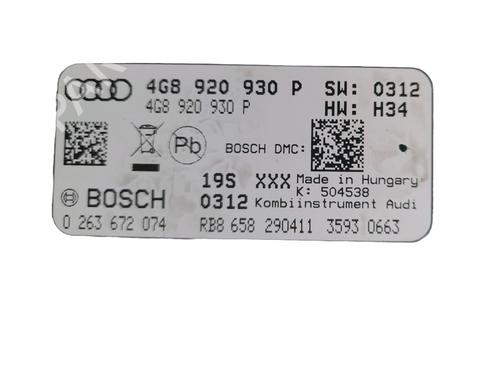 4G8 920 930 P SW: 0312
4G8 920 930 P HW: H34
Pb BOSCH DMC:
19S XXX Made in Hungary
K: 504538
BOSCH 0312 Kombiinstrument Audi
0 263 672 074 RB8 658 290411 3593 0663